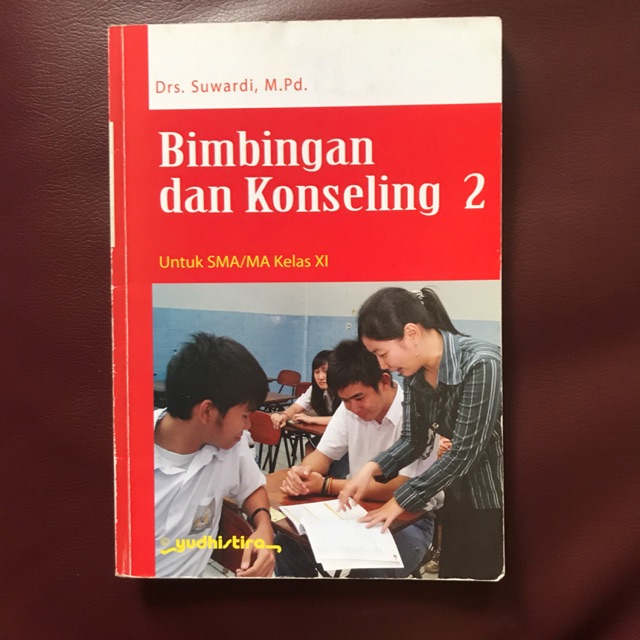 Drs. Suwardi, M.Pd.
Bimbingan
dan Konseling 2
Untuk SMA/MA Kelas XI
yudhistira